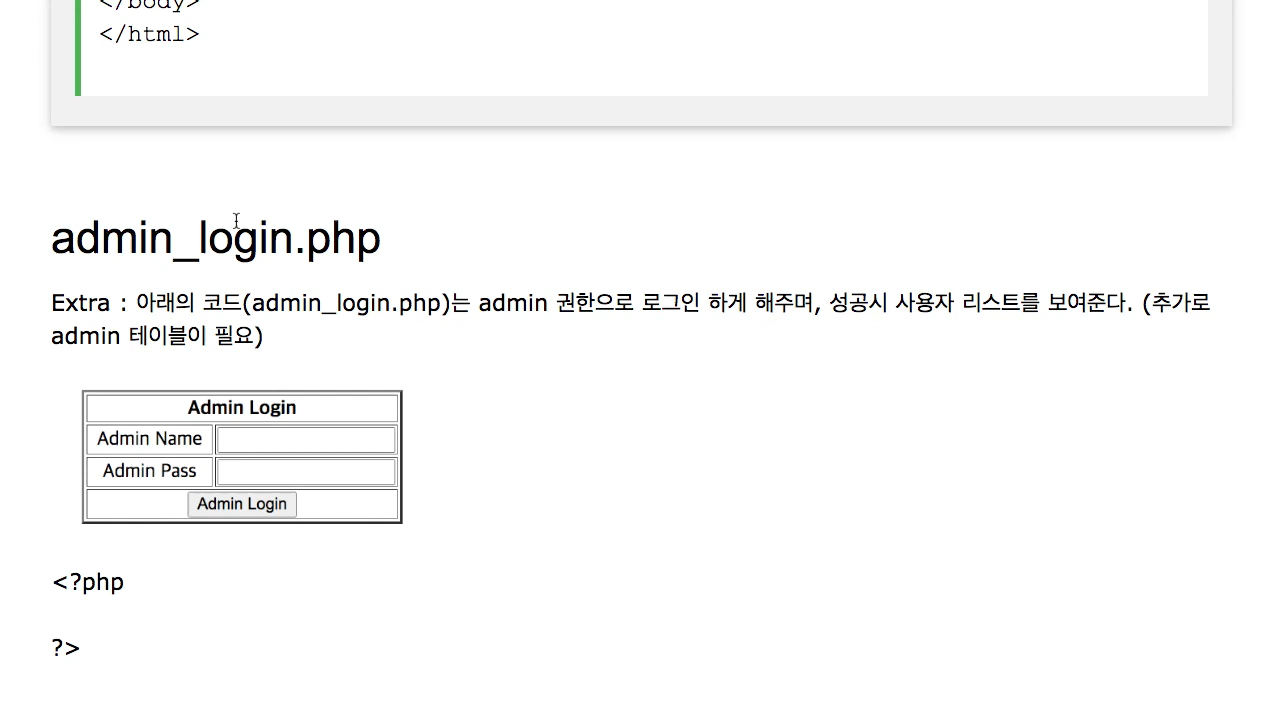 </body>
</html>
admin_login.php
Extra : 아래의 코드(admin_login.php)는 admin 권한으로 로그인 하게 해주며, 성공시 사용자 리스트를 보여준다. (추가로
admin 테이블이 필요)
Admin Login
Admin Name
Admin Pass
Admin Login
<?php
?>